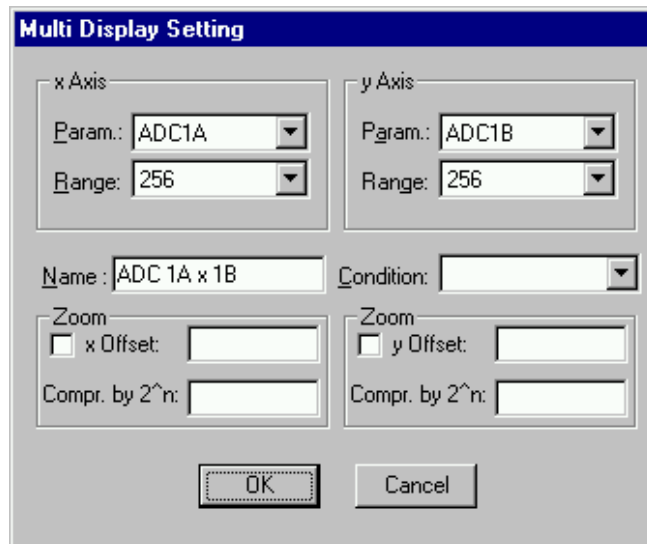 Multi Display Setting
x Axis
Param.: ADC1A
Range: 256
y Axis
Param.: ADC1B
Range: 256
Name : ADC 1A x 1B
Condition:
Zoom
x Offset:
Compr. by 2^n:
Zoom
y Offset:
Compr. by 2^n:
OK
Cancel